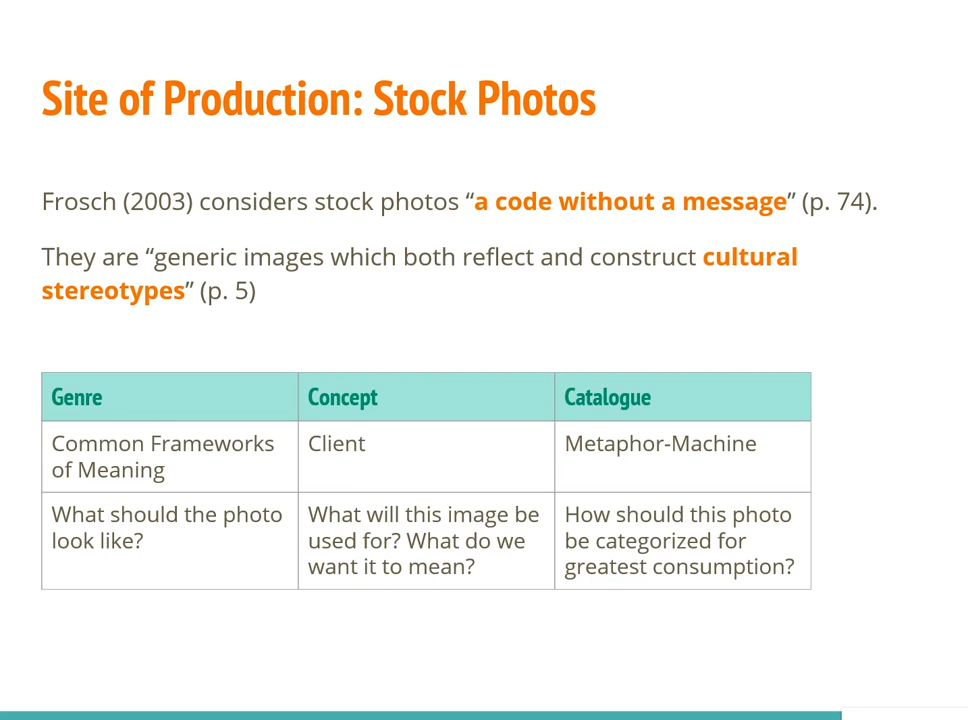 Site of Production: Stock Photos
Frosch (2003) considers stock photos “a code without a message” (p. 74).
They are “generic images which both reflect and construct cultural
stereotypes” (p. 5)
Genre
Concept
Catalogue
Common Frameworks
of Meaning
Client
Metaphor-Machine
What should the photo
look like?
What will this image be
used for? What do we
want it to mean?
How should this photo
be categorized for
greatest consumption?